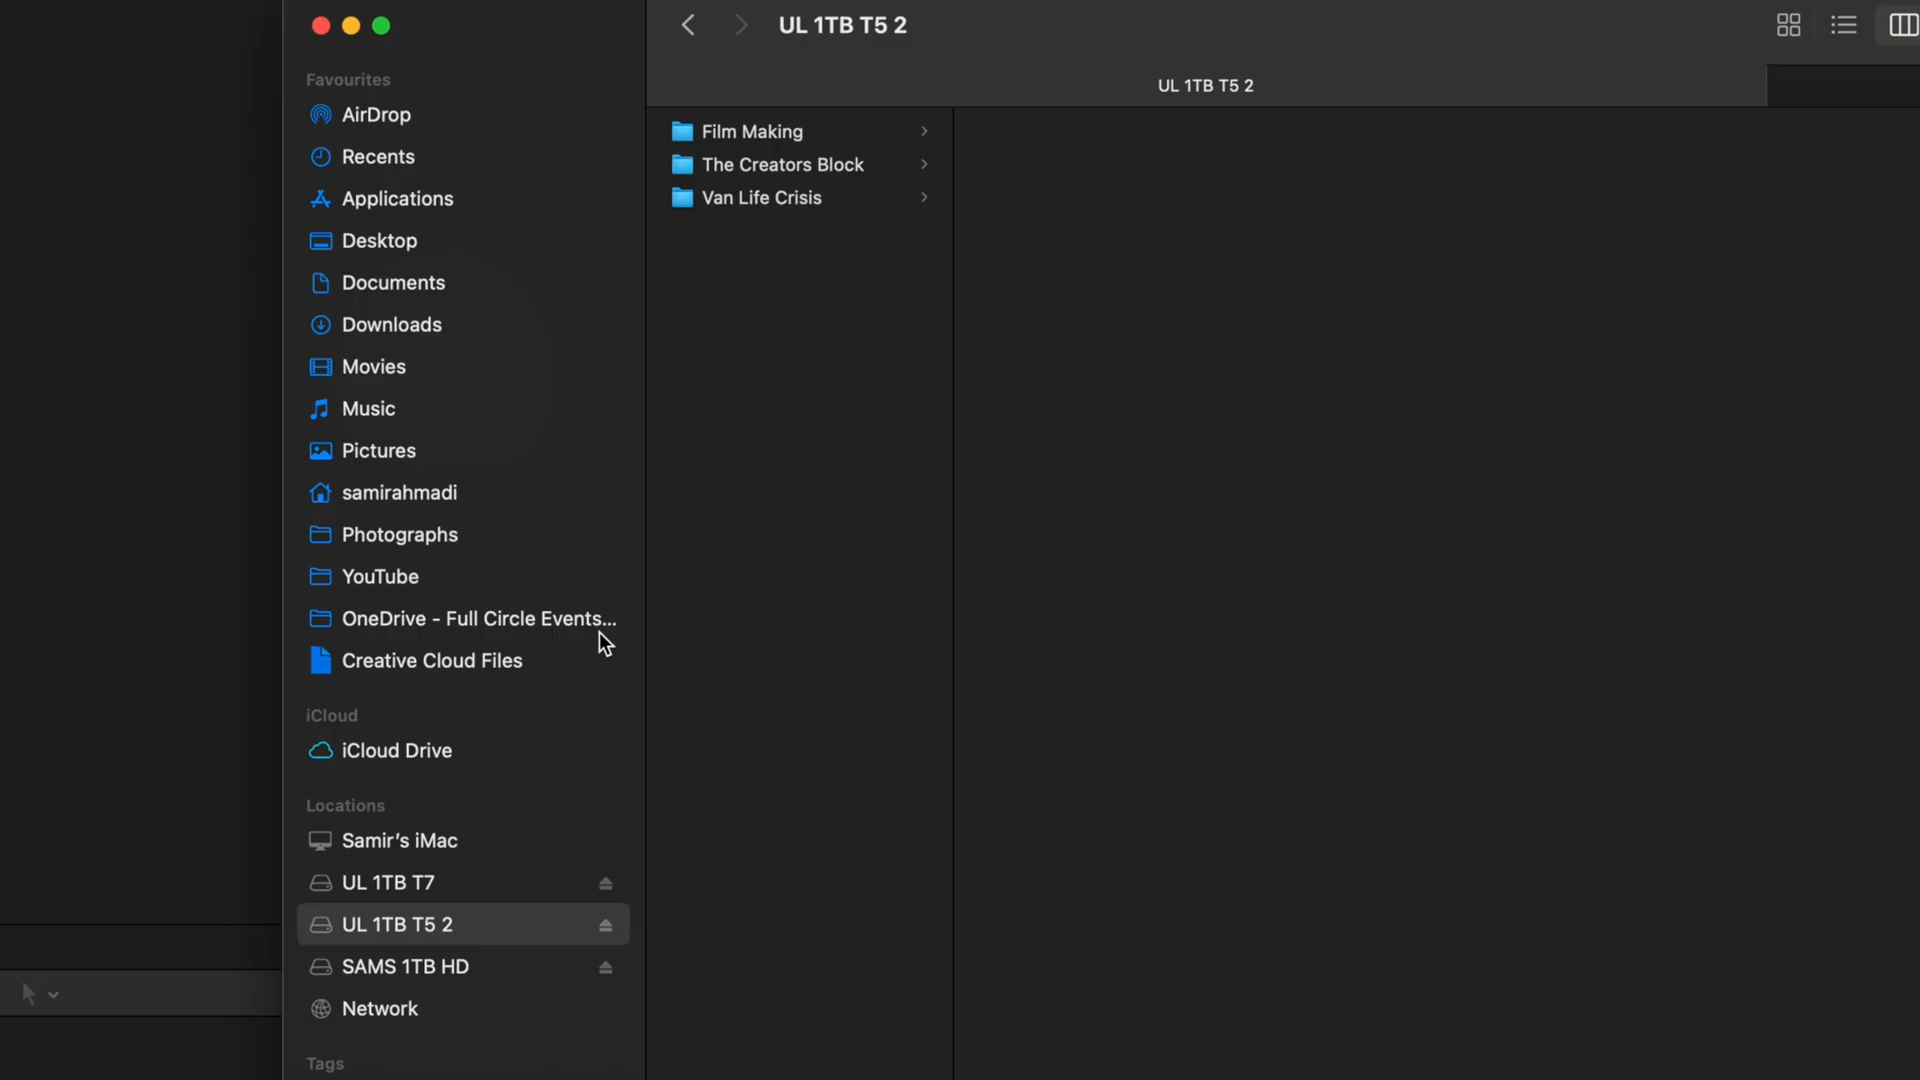 UL 1TB T5 2
UL 1TB T5 2
Favourites
AirDrop
Recents
Applications
Desktop
Documents
Downloads
Movies
Music
Pictures
samirahmadi
Photographs
YouTube
OneDrive - Full Circle Events...
Creative Cloud Files
iCloud
iCloud Drive
Locations
Samir's iMac
UL 1TB T7
UL 1TB T5 2
SAMS 1TB HD
Network
Tags
Film Making
The Creators Block
Van Life Crisis